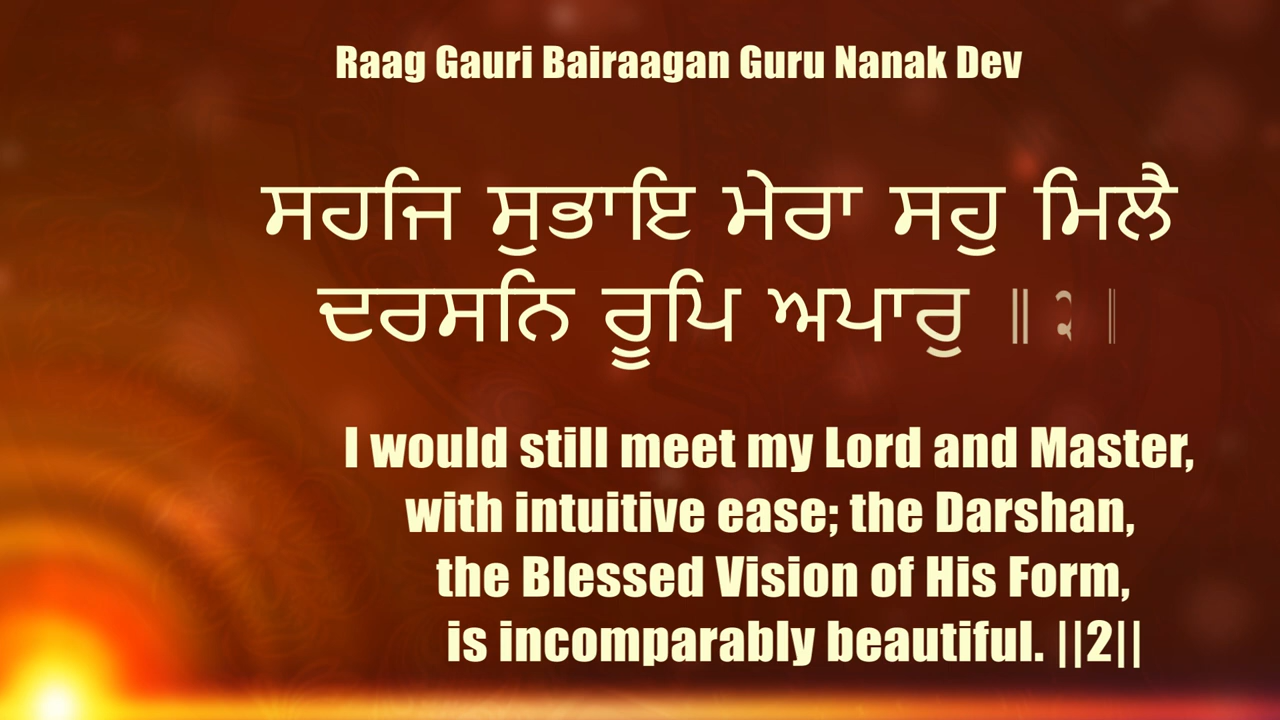 Raag Gauri Bairaagan Guru Nanak Dev
ਸਹਜਿ ਸੁਭਾਇ ਮੇਰਾ ਸਹੁ ਮਿਲੈ
ਦਰਸਨਿ ਰੂਪਿ ਅਪਾਰੁ ॥੨॥
I would still meet my Lord and Master,
with intuitive ease; the Darshan,
the Blessed Vision of His Form,
is incomparably beautiful. ||2||